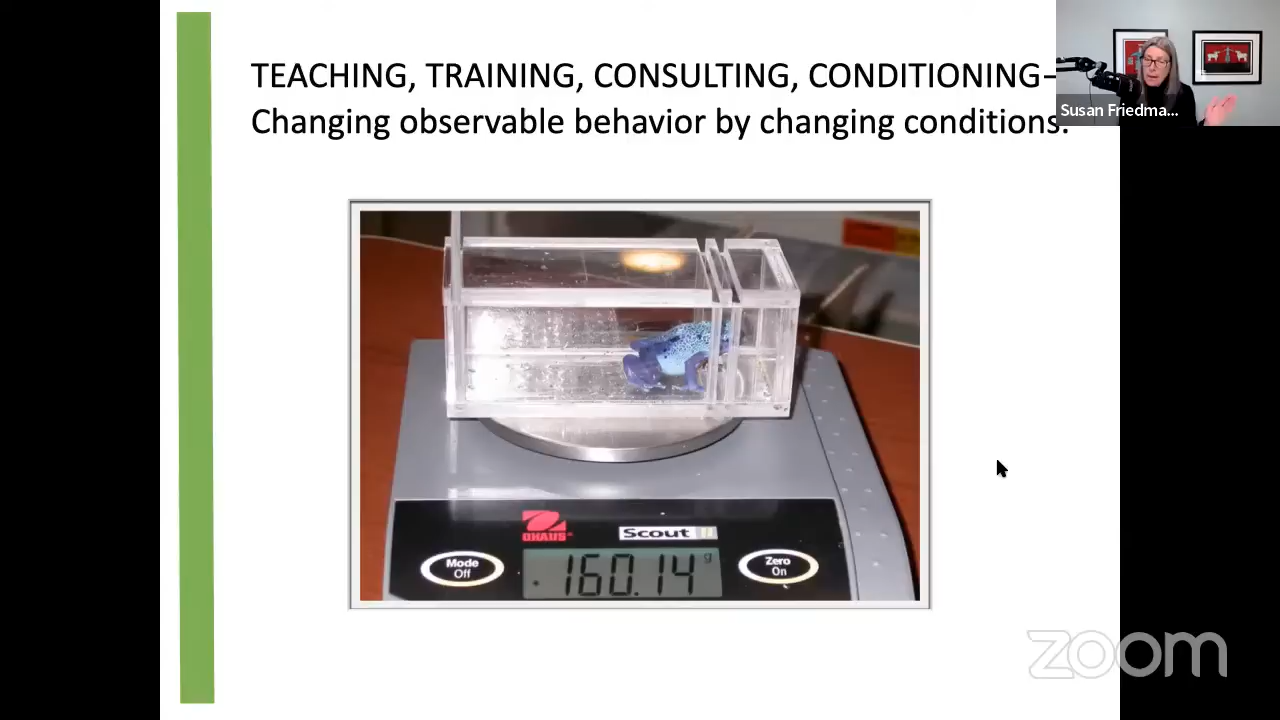 TEACHING, TRAINING, CONSULTING, CONDITIONING–
Changing observable behavior by changing conditions.
Susan Friedma...
OHAUS
Scout II
Mode
Off
160.14 g
Zero
On
zoom